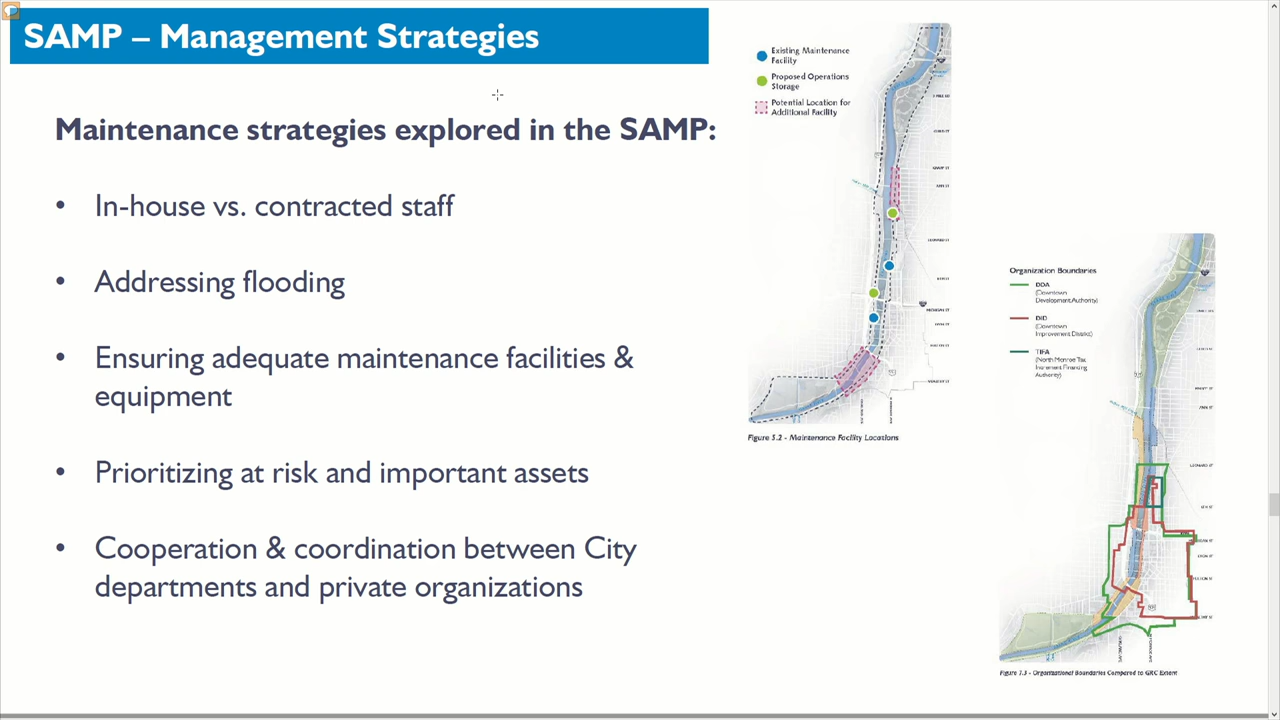 SAMP – Management Strategies
Maintenance strategies explored in the SAMP:
• In-house vs. contracted staff
• Addressing flooding
• Ensuring adequate maintenance facilities &
equipment
• Prioritizing at risk and important assets
• Cooperation & coordination between City
departments and private organizations
Existing Maintenance
Facility
Proposed Operations
Storage
Potential Location for
Additional Facility
Figure 5.2 - Maintenance Facility Locations
Organization Boundaries
DDA
(Downtown
Development Authority)
DID
(Downtown
Improvement District)
TIFA
(North Monroe Tax
Increment Financing
Authority)
Figure 7.3 - Organizational Boundaries Compared to GRC Extent